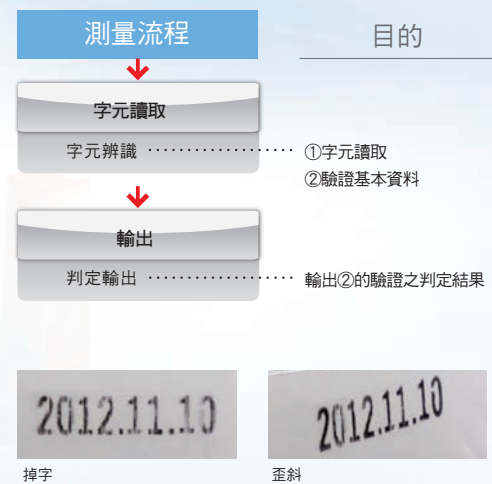 測量流程
目的
字元讀取
字元辨識 ①字元讀取
②驗證基本資料
輸出
判定輸出 輸出②的驗證之判定結果
2012.11.10
2012.11.10
掉字
歪斜